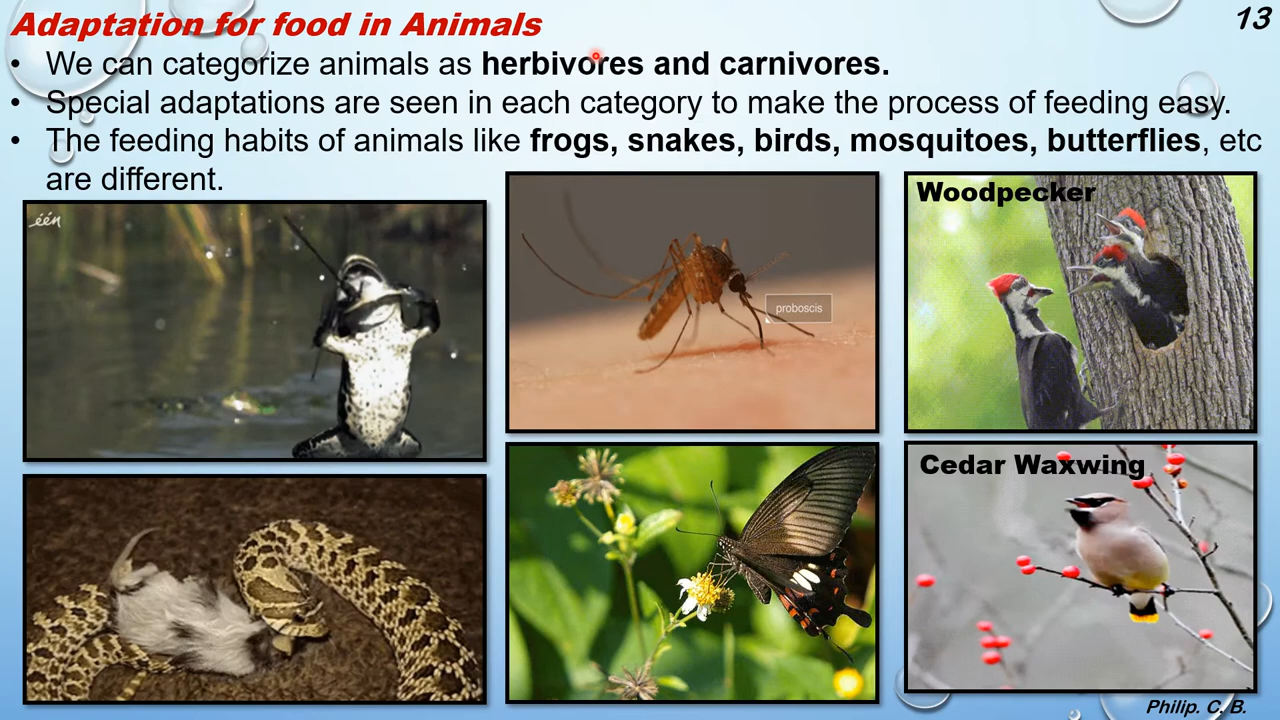 Adaptation for food in Animals
13
• We can categorize animals as herbivores and carnivores.
• Special adaptations are seen in each category to make the process of feeding easy.
• The feeding habits of animals like frogs, snakes, birds, mosquitoes, butterflies, etc
are different.
één
proboscis
Woodpecker
Cedar Waxwing
Philip. C. B.